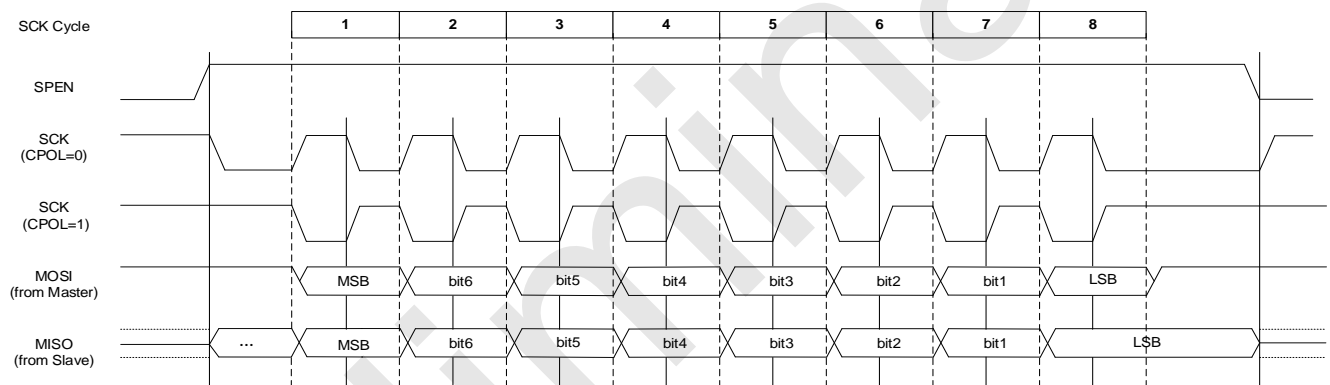 SCK Cycle 1 2 3 4 5 6 7 8
SPEN
SCK
(CPOL=0)
SCK
(CPOL=1)
MOSI
(from Master)
MSB bit6 bit5 bit4 bit3 bit2 bit1 LSB
MISO
(from Slave)
... MSB bit6 bit5 bit4 bit3 bit2 bit1 LSB